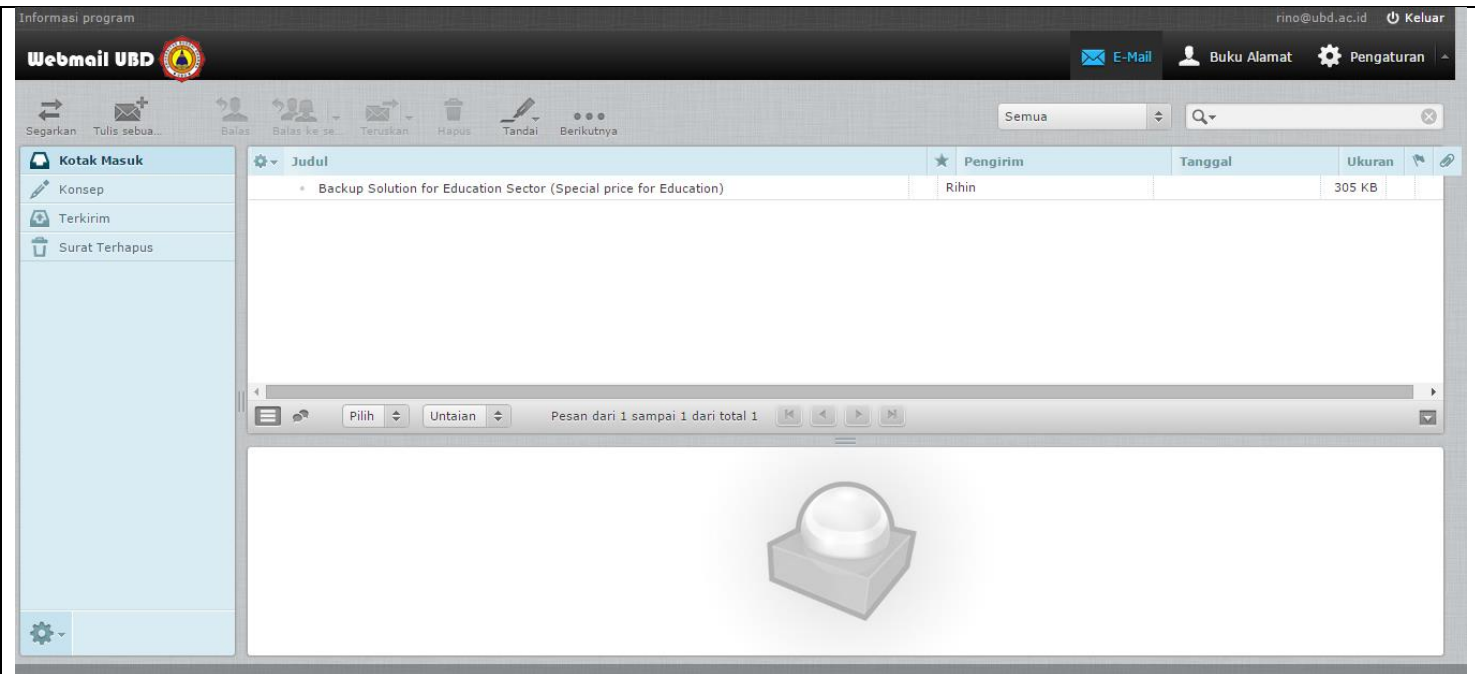 Informasi program rino@ubd.ac.id Keluar
Webmail UBD E-Mail Buku Alamat Pengaturan
Segarkan Tulis sebua... Balas Balas ke se... Teruskan Hapus Tandai Berikutnya Semua
Kotak Masuk
Konsep
Terkirim
Surat Terhapus
Judul Pengirim Tanggal Ukuran
Backup Solution for Education Sector (Special price for Education) Rihin 305 KB
Pilih Untaian Pesan dari 1 sampai 1 dari total 1